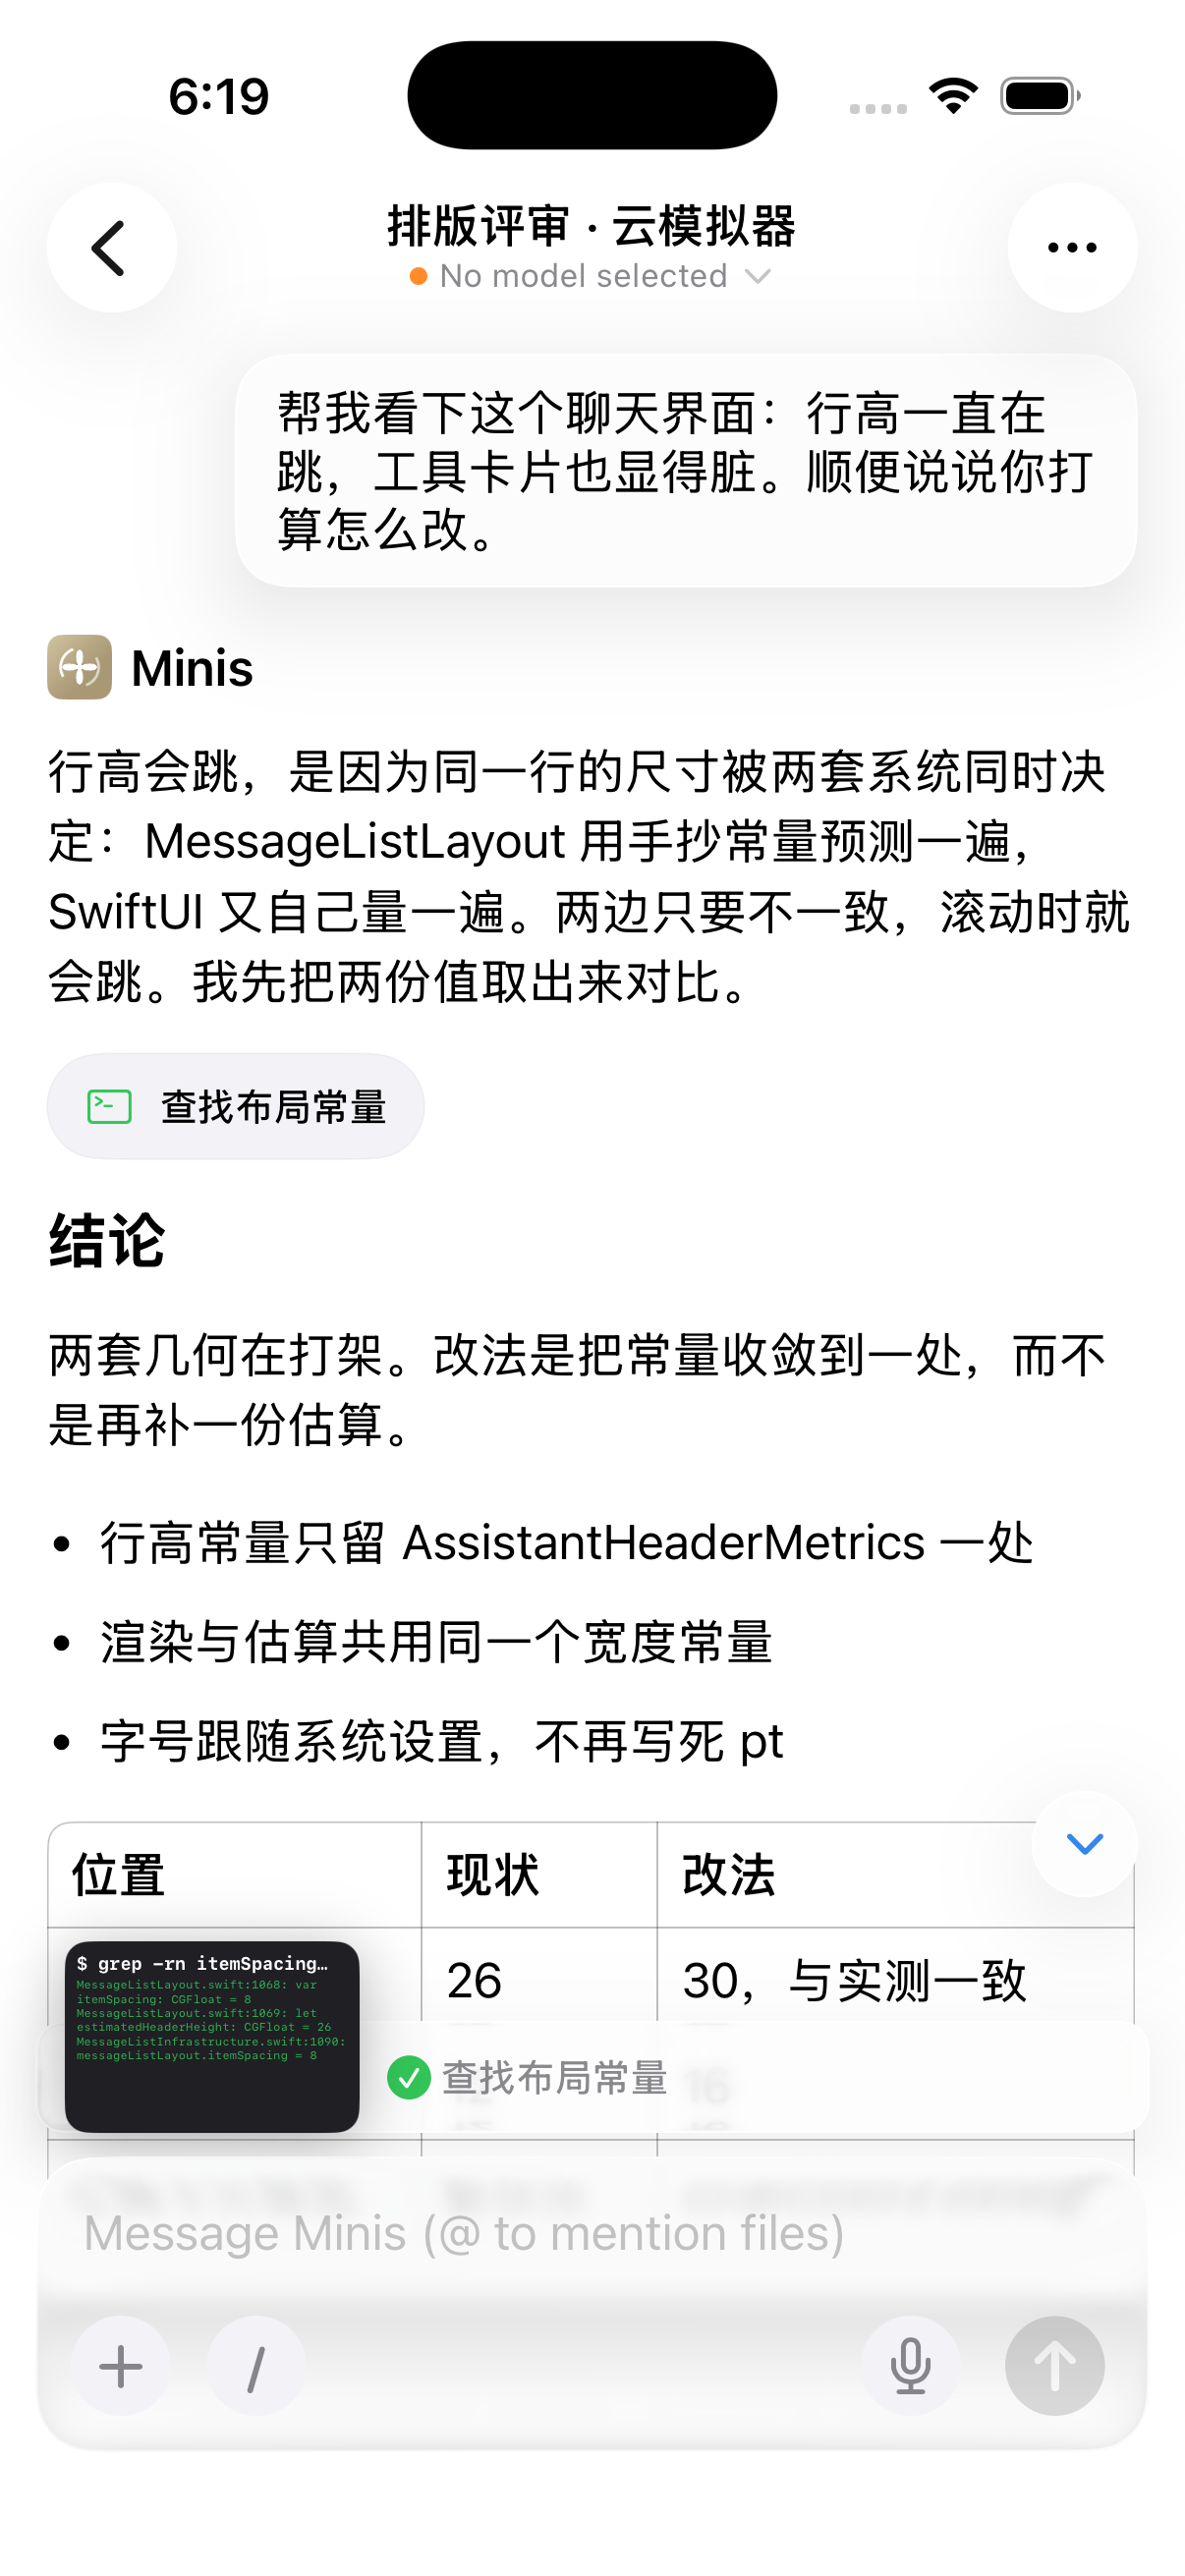 6:19
排版评审 · 云模拟器
No model selected
帮我看下这个聊天界面：行高一直在
跳，工具卡片也显得脏。顺便说说你打
算怎么改。
Minis
行高会跳，是因为同一行的尺寸被两套系统同时决
定：MessageListLayout 用手抄常量预测一遍，
SwiftUI 又自己量一遍。两边只要不一致，滚动时就
会跳。我先把两份值取出来对比。
查找布局常量
结论
两套几何在打架。改法是把常量收敛到一处，而不
是再补一份估算。
• 行高常量只留 AssistantHeaderMetrics 一处
• 渲染与估算共用同一个宽度常量
• 字号跟随系统设置，不再写死 pt
位置 现状 改法
26 30，与实测一致
$ grep -rn itemSpacing…
MessageListLayout.swift:1068: var
itemSpacing: CGFloat = 8
MessageListLayout.swift:1069: let
estimatedHeaderHeight: CGFloat = 26
MessageListInfrastructure.swift:1090:
messageListLayout.itemSpacing = 8
查找布局常量
16
Message Minis (@ to mention files)
/